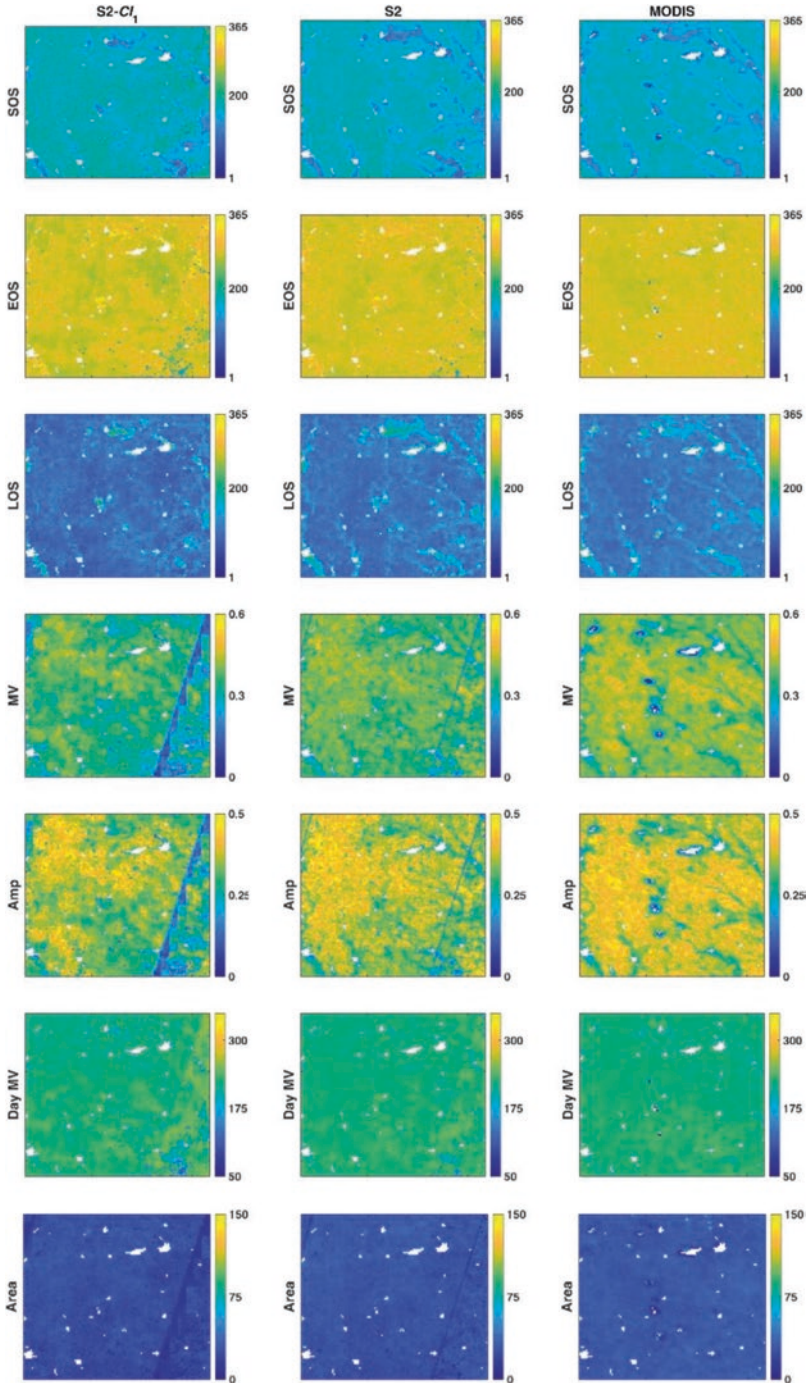 S2-CI1 S2 MODIS
SOS 365 200 1 SOS 365 200 1 SOS 365 200 1
EOS 365 200 1 EOS 365 200 1 EOS 365 200 1
LOS 365 200 1 LOS 365 200 1 LOS 365 200 1
MV 0.6 0.3 0 MV 0.6 0.3 0 MV 0.6 0.3 0
Amp 0.5 0.25 0 Amp 0.5 0.25 0 Amp 0.5 0.25 0
Day MV 300 175 50 Day MV 300 175 50 Day MV 300 175 50
Area 150 75 0 Area 150 75 0 Area 150 75 0